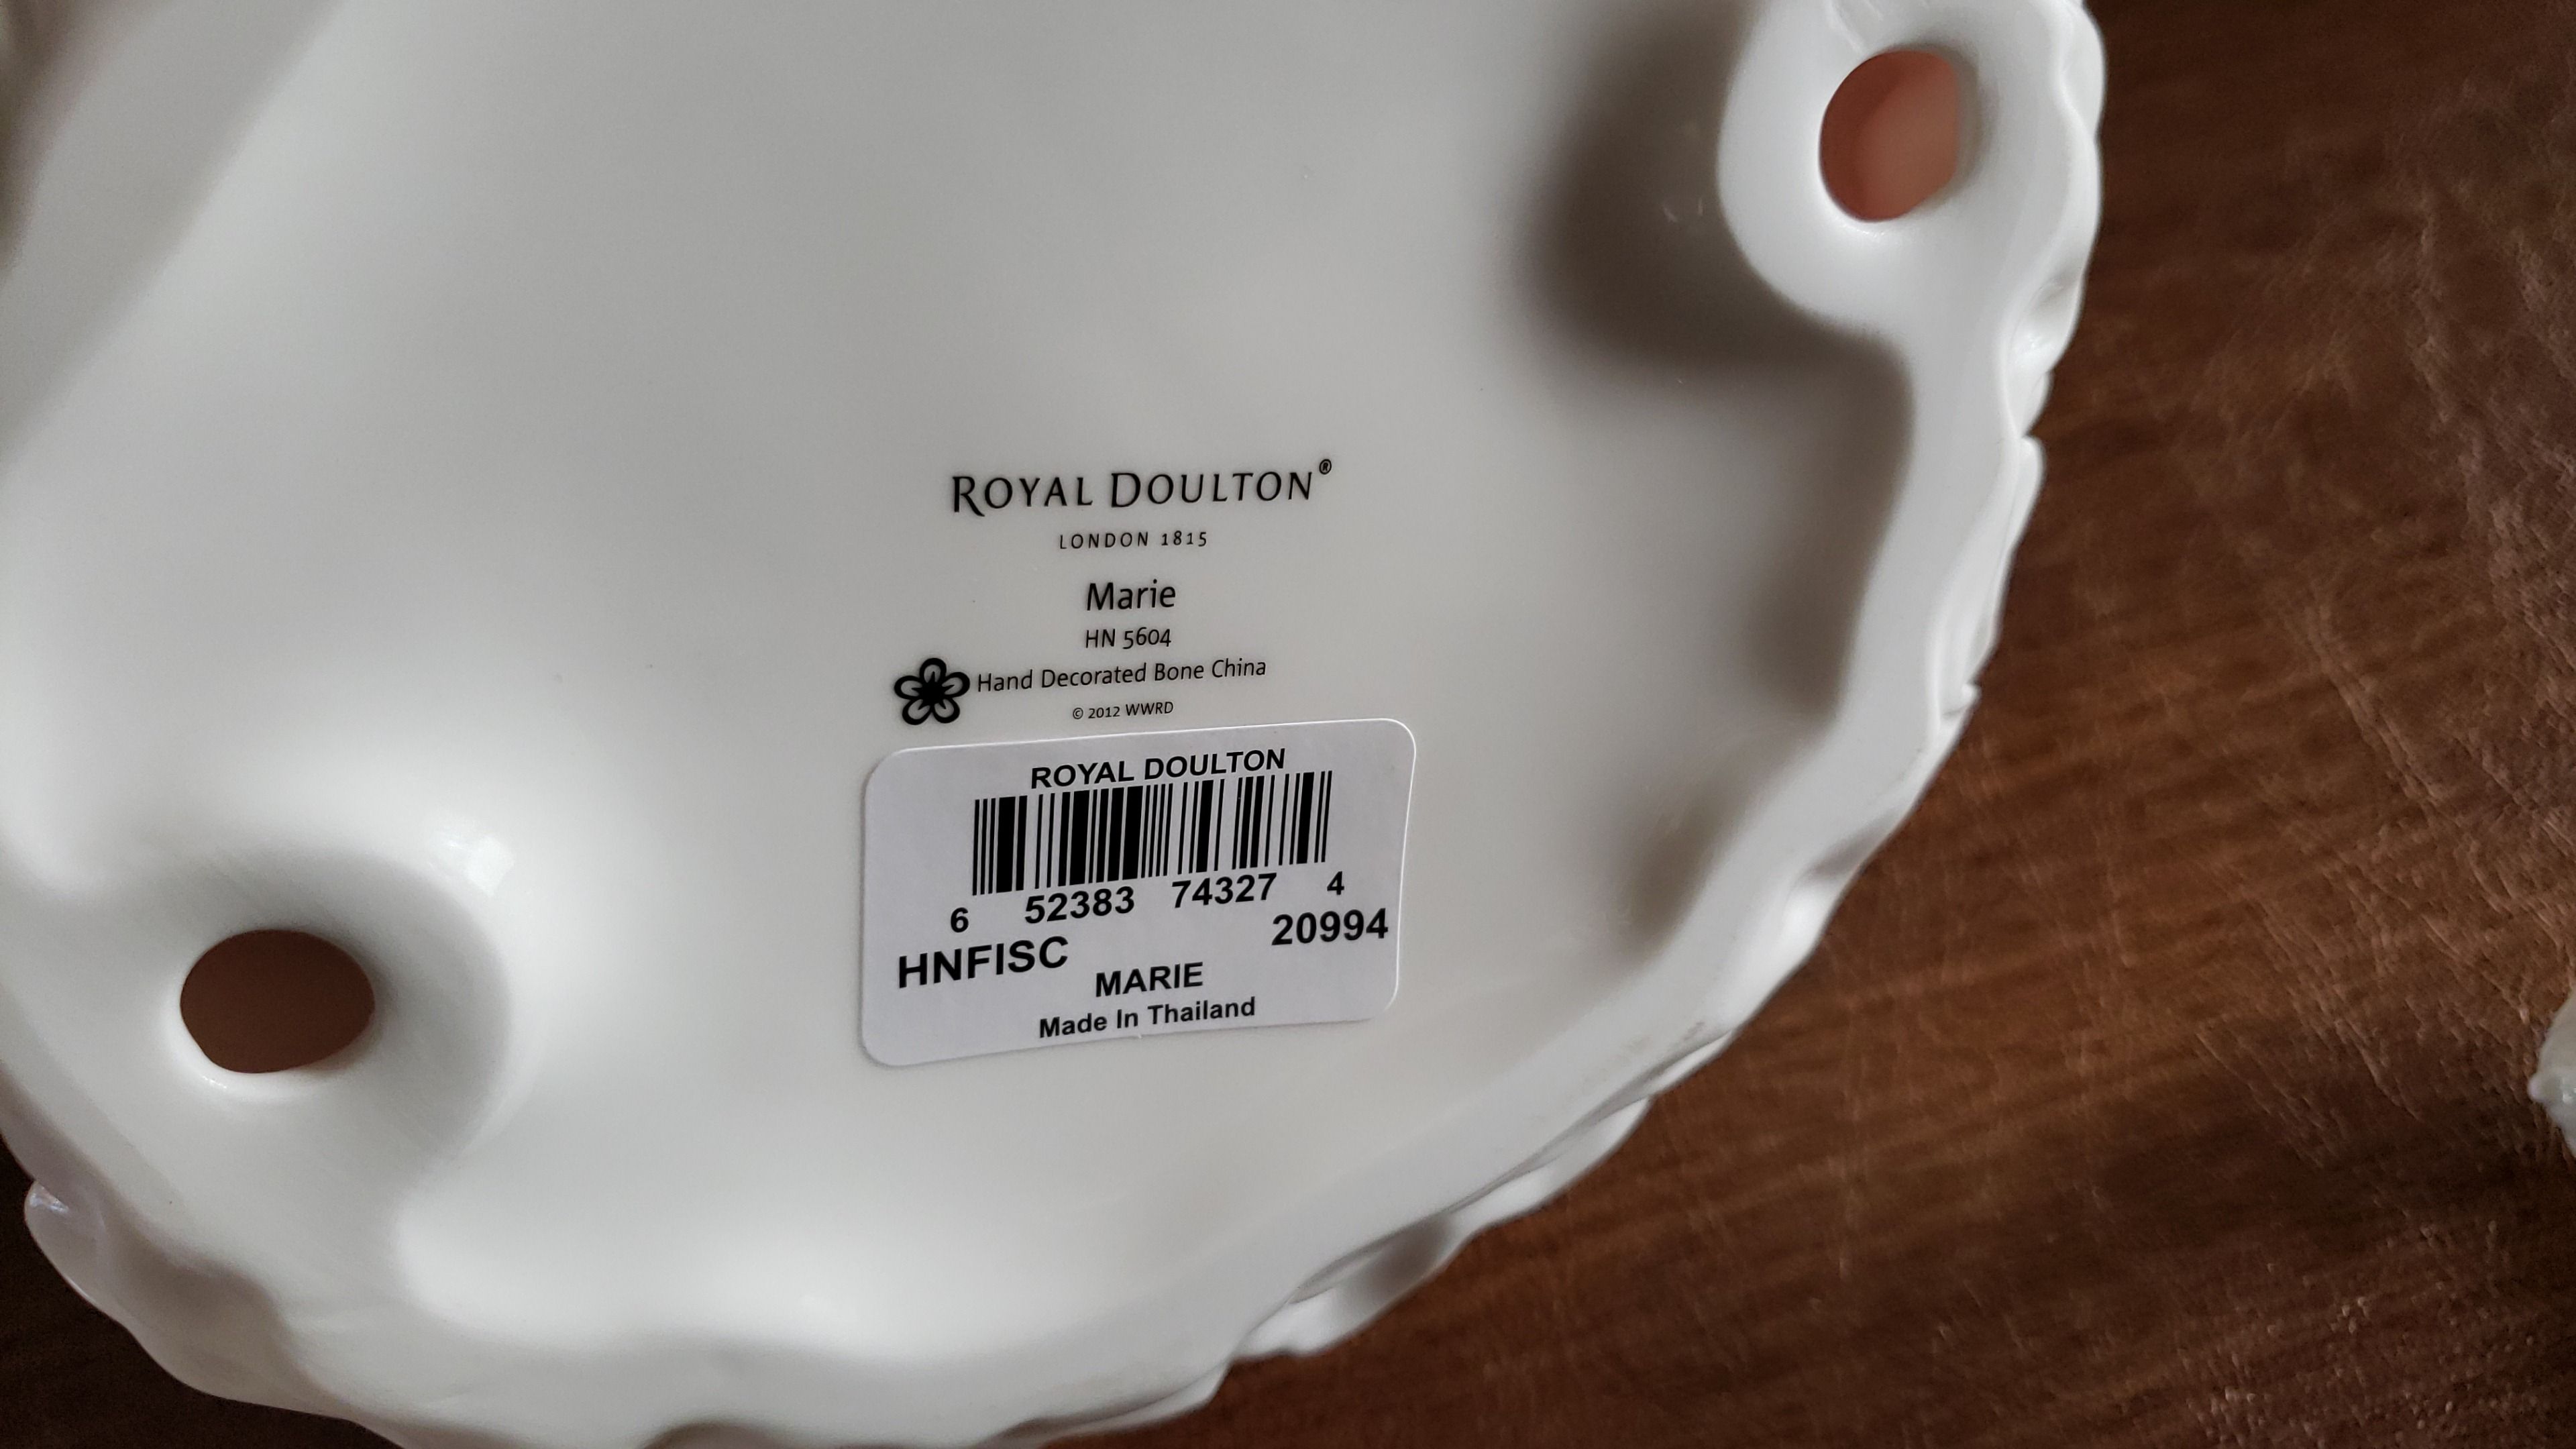 ROYAL DOULTON®
LONDON 1815
Marie
HN 5604
Hand Decorated Bone China
© 2012 WWRD
ROYAL DOULTON
6 52383 74327 4
HNFISC 20994
MARIE
Made In Thailand